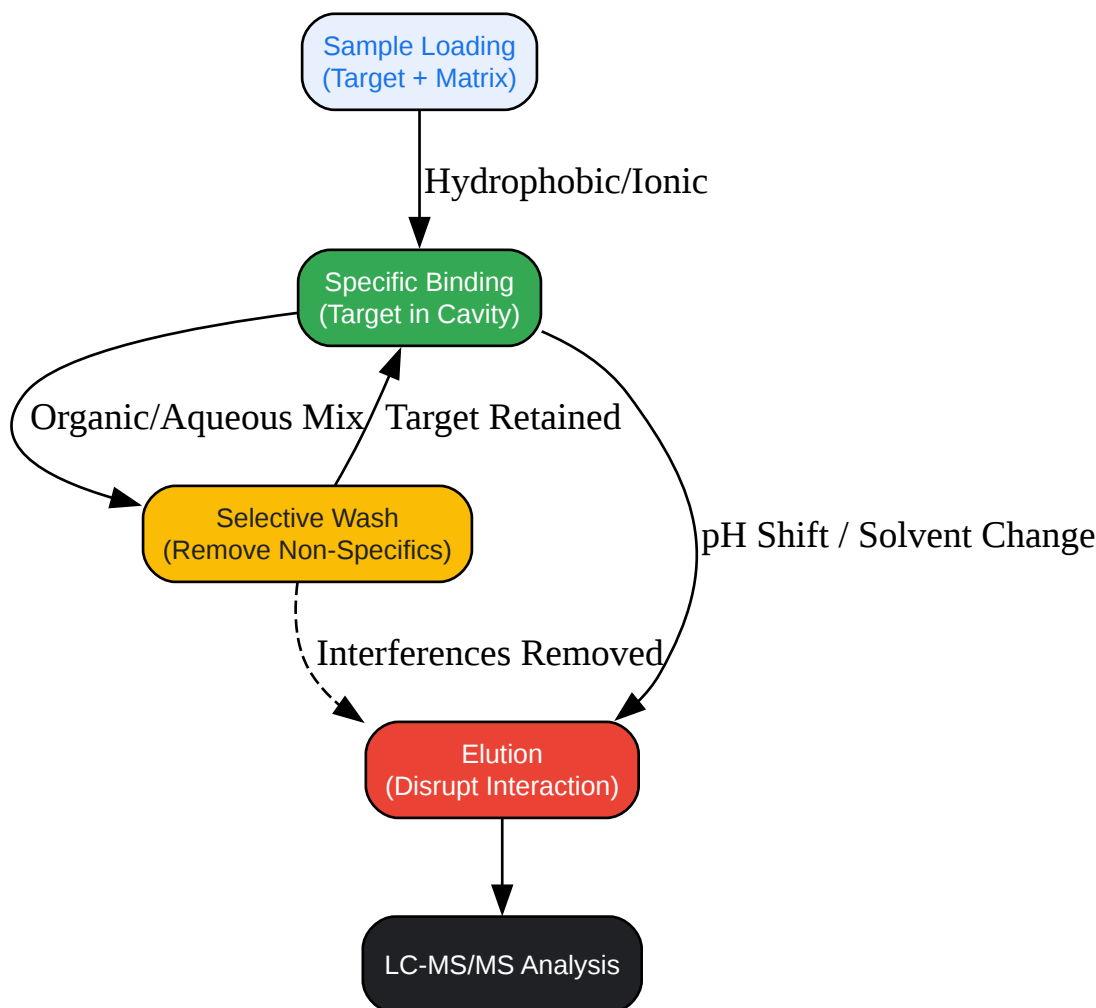 Sample Loading
(Target + Matrix)
Hydrophobic/Ionic
Specific Binding
(Target in Cavity)
Organic/Aqueous Mix
Target Retained
Selective Wash
(Remove Non-Specifics)
pH Shift / Solvent Change
Interferences Removed
Elution
(Disrupt Interaction)
LC-MS/MS Analysis